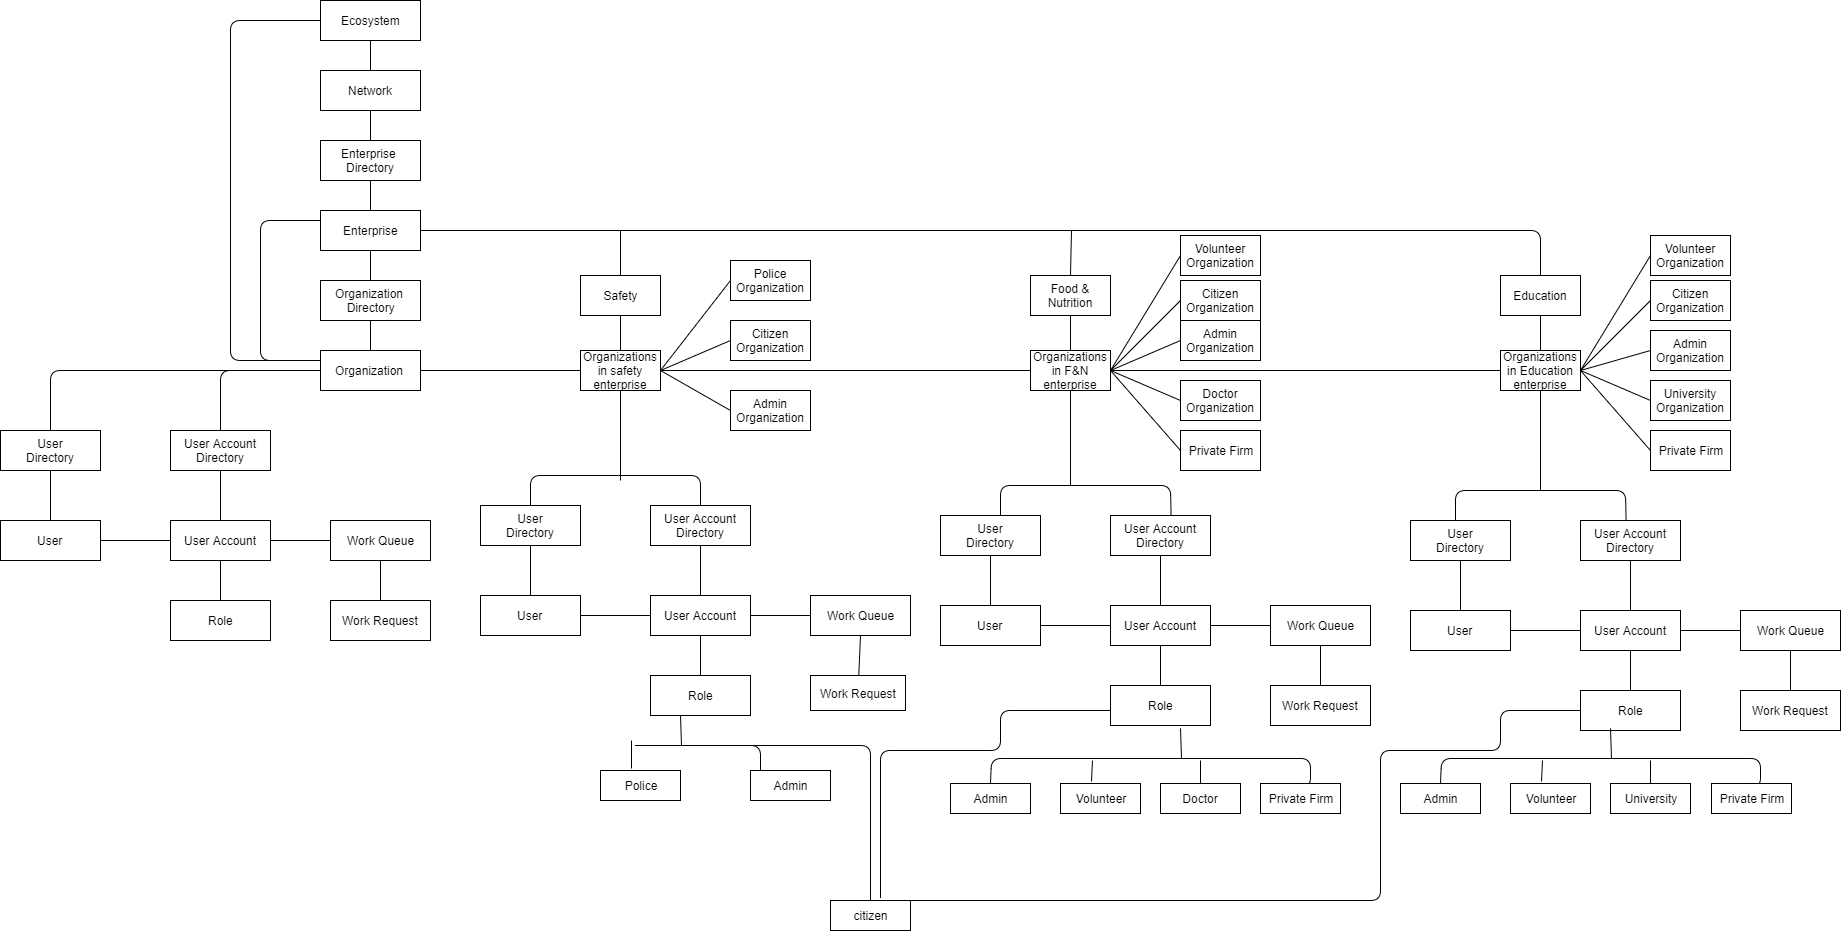 Ecosystem
Network
Enterprise
Directory
Enterprise
Organization
Directory
Organization
User
Directory
User Account
Directory
User
User Account
Work Queue
Role
Work Request
Safety
Police
Organization
Citizen
Organization
Admin
Organization
Organizations
in safety
enterprise
User
Directory
User Account
Directory
User
User Account
Work Queue
Role
Work Request
Police
Admin
Food &
Nutrition
Volunteer
Organization
Citizen
Organization
Admin
Organization
Organizations
in F&N
enterprise
Doctor
Organization
Private Firm
User
Directory
User Account
Directory
User
User Account
Work Queue
Role
Work Request
Admin
Volunteer
Doctor
Private Firm
Education
Volunteer
Organization
Citizen
Organization
Admin
Organization
Organizations
in Education
enterprise
University
Organization
Private Firm
User
Directory
User Account
Directory
User
User Account
Work Queue
Role
Work Request
Admin
Volunteer
University
Private Firm
citizen